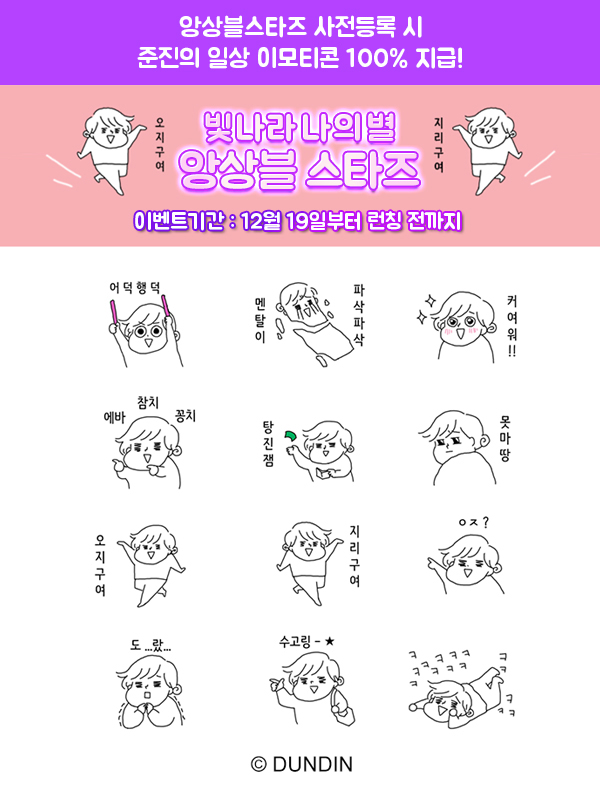 앙상블스타즈 사전등록 시
준진의 일상 이모티콘 100% 지급!
오지구여
빛나라 나의 별
앙상블 스타즈
지리구여
이벤트기간 : 12월 19일부터 런칭 전까지
어덕행덕
멘탈이
파삭파삭
커여워!!
에바
참치
꽁치
탕진잼
못마땅
오지구여
지리구여
ㅇㅈ?
도...랐...
수고링-★
ㅋㅋㅋㅋㅋㅋㅋㅋㅋㅋㅋㅋㅋㅋ
© DUNDIN